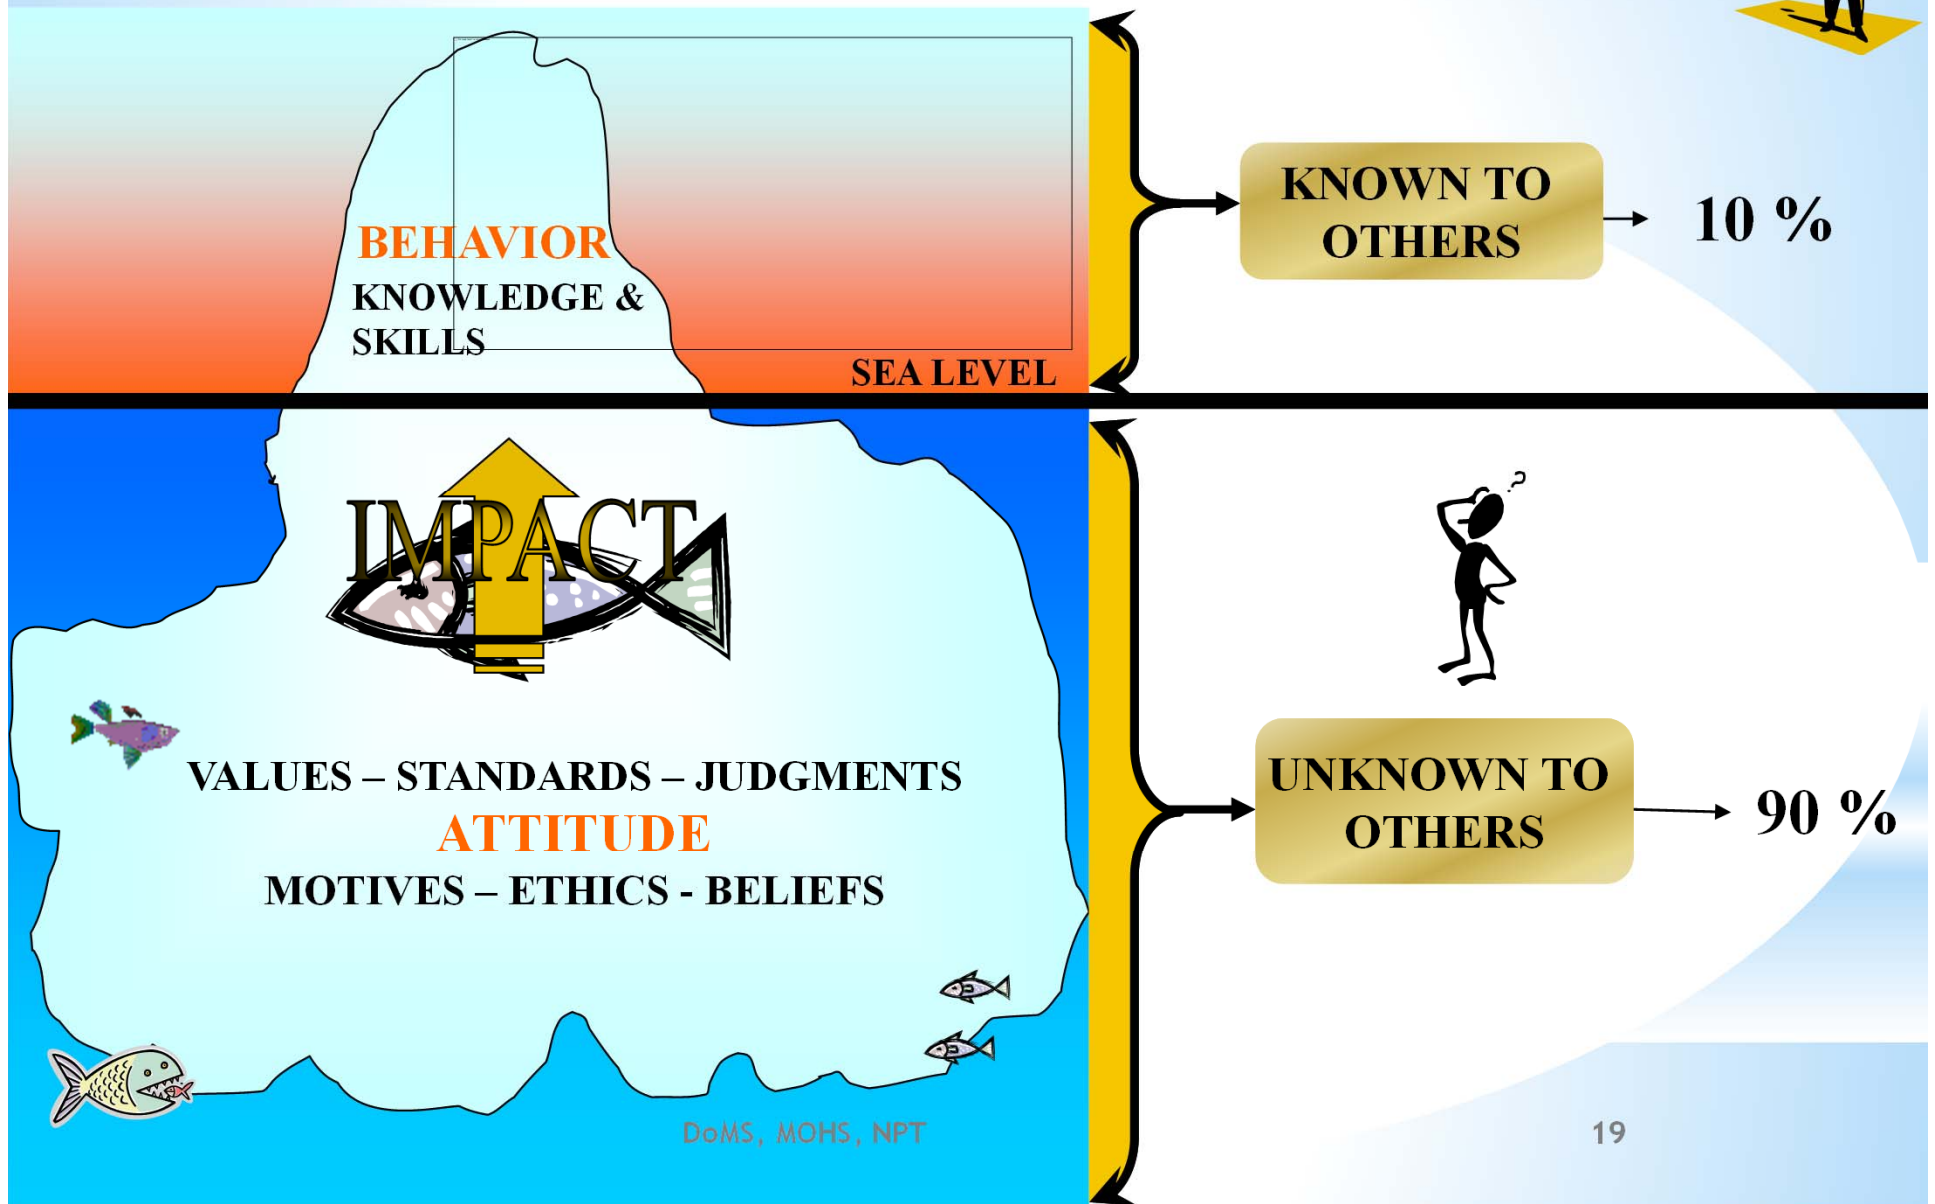 BEHAVIOR
KNOWLEDGE &
SKILLS
SEA LEVEL
KNOWN TO
OTHERS
10 %
IMPACT
?
VALUES – STANDARDS – JUDGMENTS
ATTITUDE
MOTIVES – ETHICS - BELIEFS
UNKNOWN TO
OTHERS
90 %
DoMS, MOHS, NPT
19